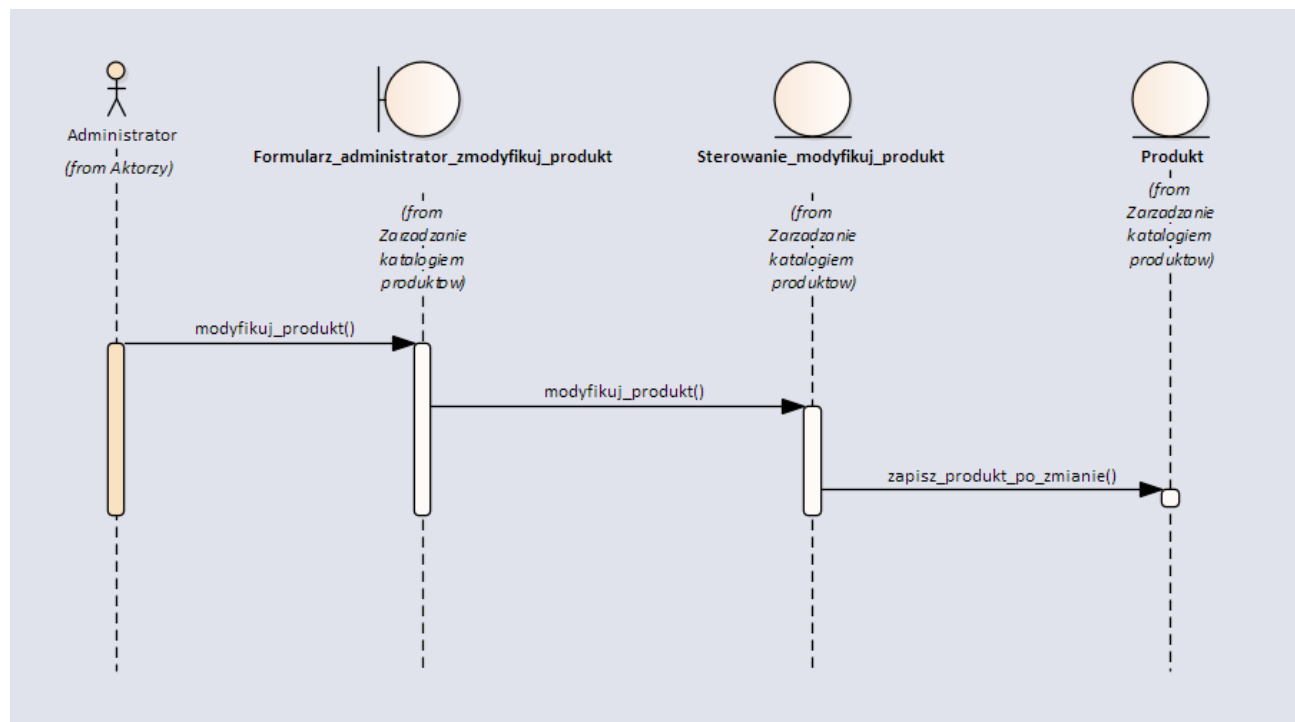 Administrator
(from Aktorzy)
Formularz_administrator_zmodyfikuj_produkt
(from
Zarzadzanie
katalogiem
produktow)
Sterowanie_modyfikuj_produkt
(from
Zarzadzanie
katalogiem
produktow)
Produkt
(from
Zarzadzanie
katalogiem
produktow)
modyfikuj_produkt()
modyfikuj_produkt()
zapisz_produkt_po_zmianie()